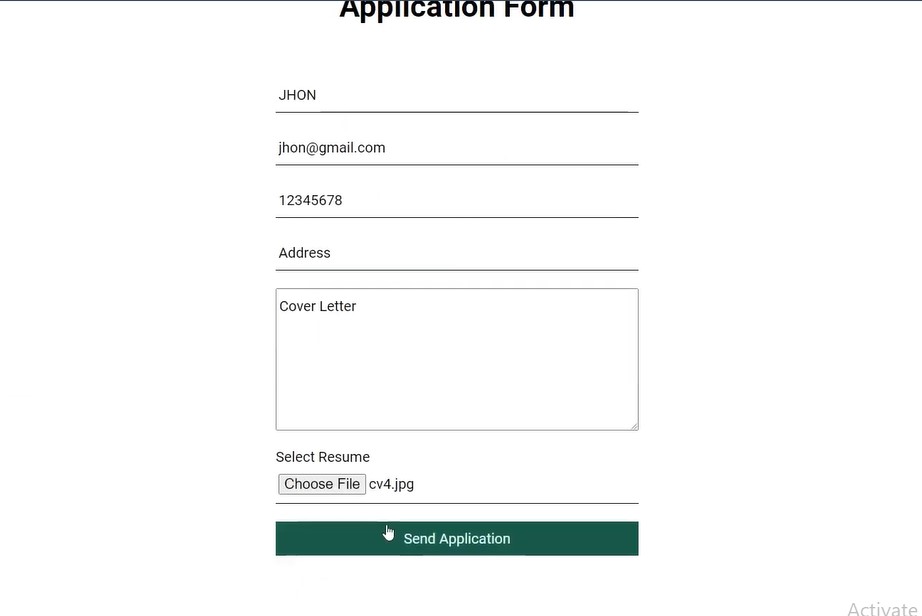 Application Form
JHON
jhon@gmail.com
12345678
Address
Cover Letter
Select Resume
Choose File cv4.jpg
Send Application
Activate